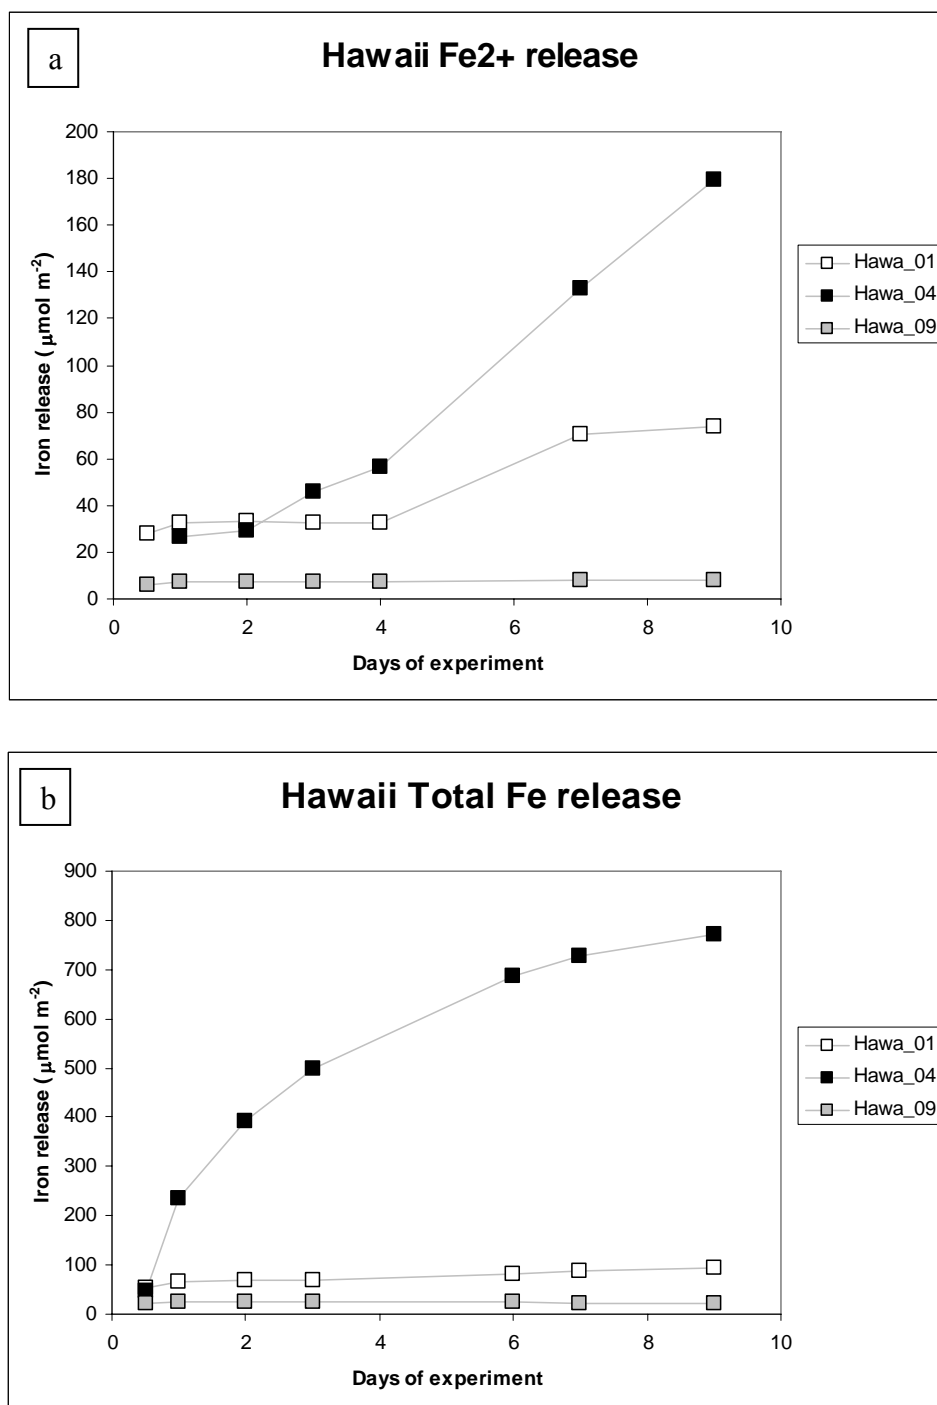 a
Hawaii Fe2+ release
200
180
160
140
120
100
80
60
40
20
0
Iron release ( μmol m-2)
0 2 4 6 8 10
Days of experiment
Hawa_01
Hawa_04
Hawa_09
b
Hawaii Total Fe release
900
800
700
600
500
400
300
200
100
0
Iron release ( μmol m-2)
0 2 4 6 8 10
Days of experiment
Hawa_01
Hawa_04
Hawa_09